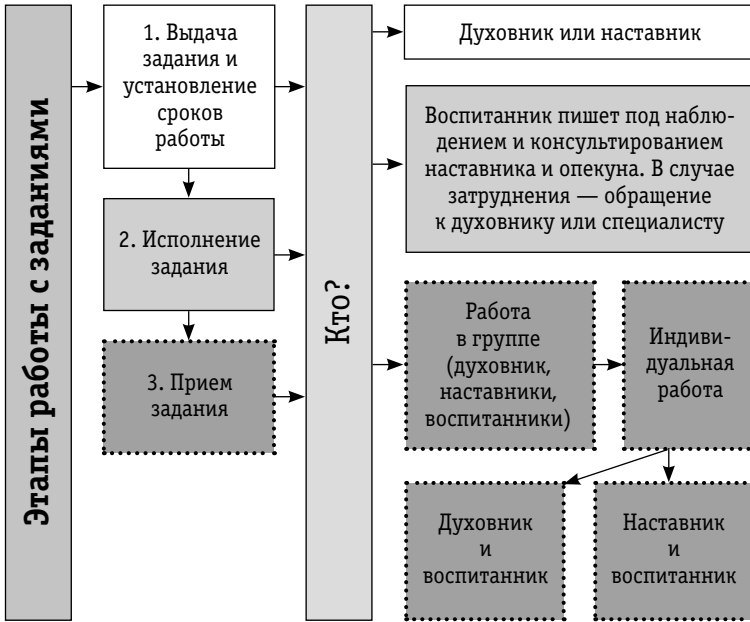 Этапы работы с заданиями
1. Выдача
задания и
установление
сроков
работы
2. Исполнение
задания
3. Прием
задания
Кто?
Духовник или наставник
Воспитанник пишет под наблю-
дением и консультированием
наставника и опекуна. В случае
затруднения — обращение
к духовнику или специалисту
Работа
в группе
(духовник,
наставники,
воспитанники)
Индиви-
дуальная
работа
Духовник
и
воспитанник
Наставник
и
воспитанник